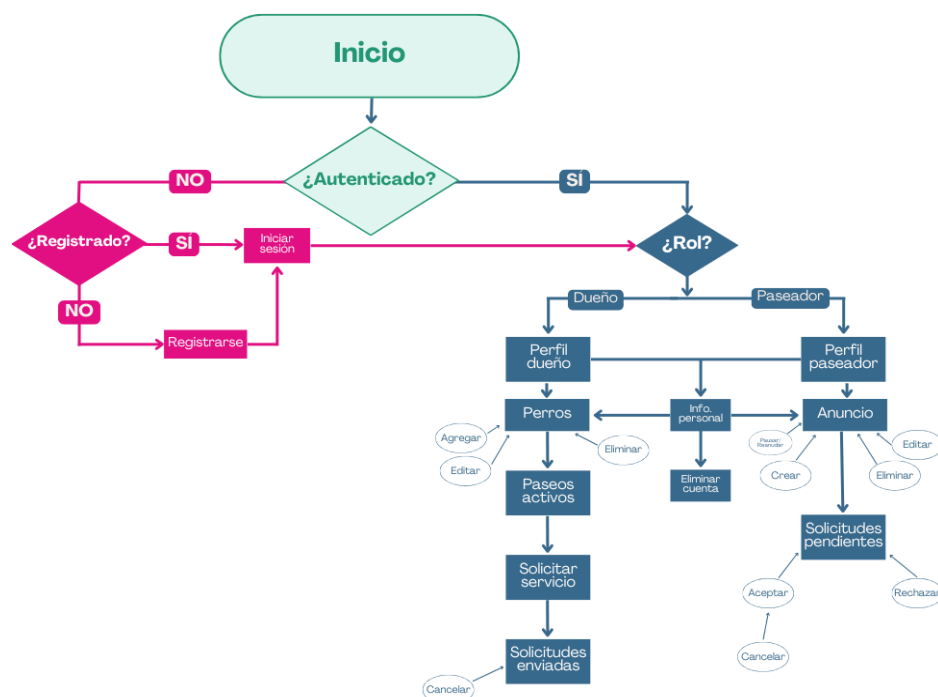 Inicio
¿Autenticado?
NO
SÍ
¿Registrado?
SÍ
Iniciar
sesión
¿Rol?
NO
Registrarse
Dueño
Paseador
Perfil
dueño
Perfil
paseador
Perros
Info.
personal
Anuncio
Agregar
Editar
Eliminar
Pausar/
Reanudar
Crear
Eliminar
Editar
Paseos
activos
Eliminar
cuenta
Solicitudes
pendientes
Solicitar
servicio
Aceptar
Rechazar
Cancelar
Solicitudes
enviadas
Cancelar